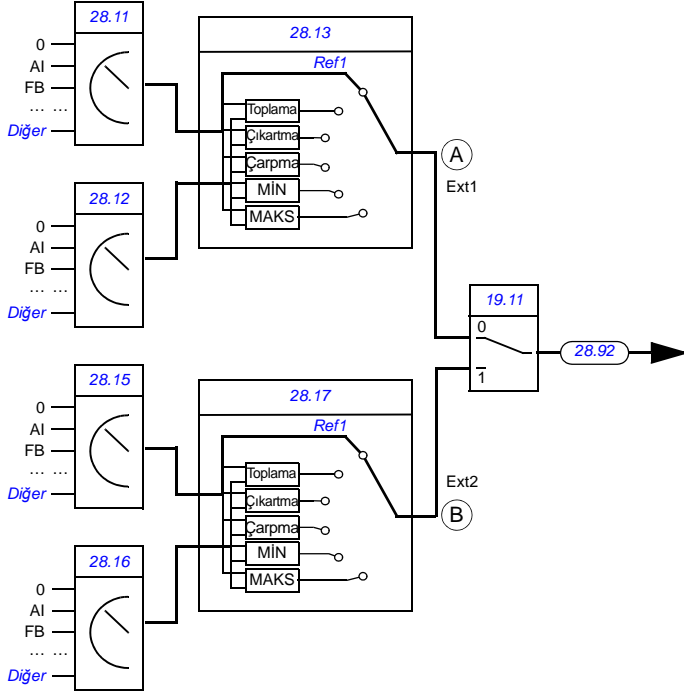 28.11
0
AI
FB
... ...
Diğer
28.13
Ref1
Toplama
Çıkartma
Çarpma
MİN
MAKS
A
Ext1
28.12
0
AI
FB
... ...
Diğer
19.11
0
1
28.92
28.15
0
AI
FB
... ...
Diğer
28.17
Ref1
Toplama
Çıkartma
Çarpma
MİN
MAKS
Ext2
B
28.16
0
AI
FB
... ...
Diğer